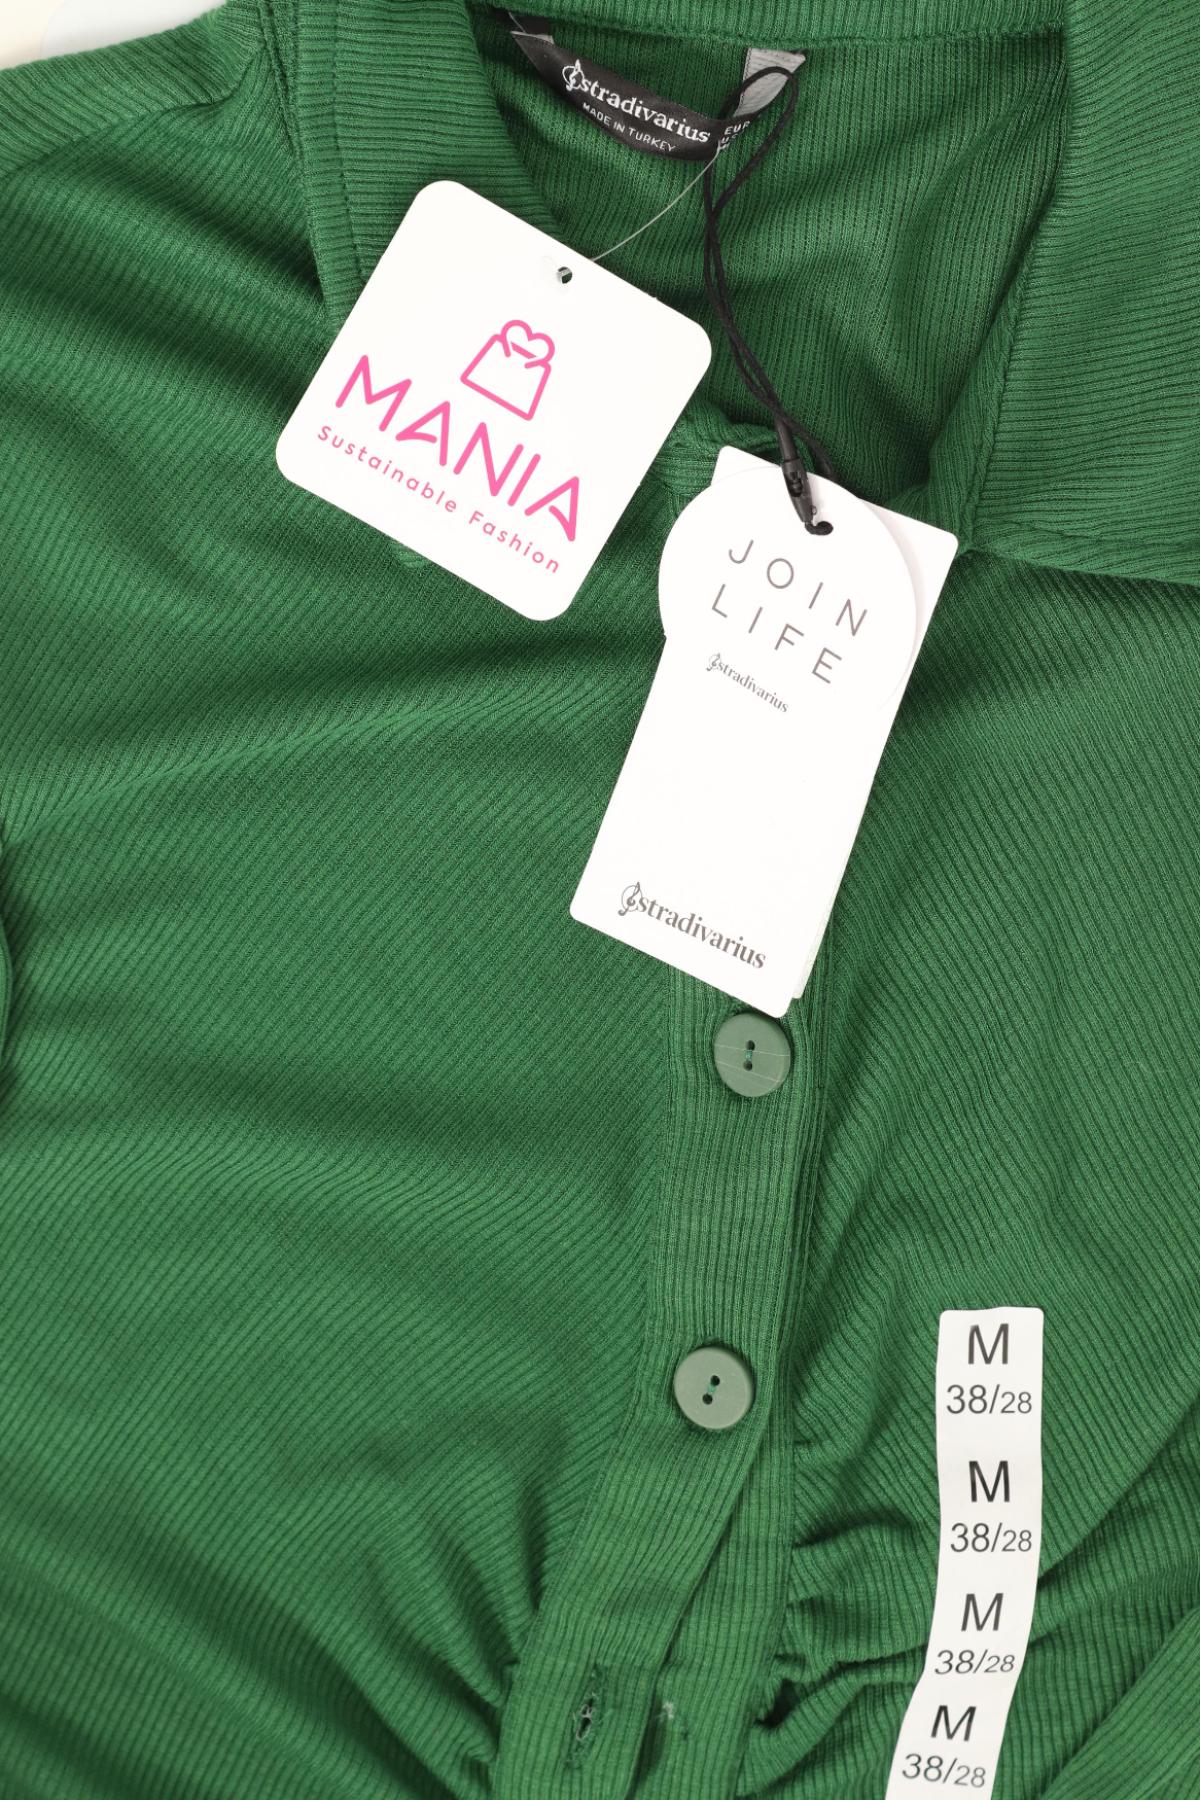 stradivarius
MADE IN TURKEY
EUR
MANIA
Sustainable Fashion
JOIN
LIFE
stradivarius
stradivarius
M
38/28
M
38/28
M
38/28
M
38/28